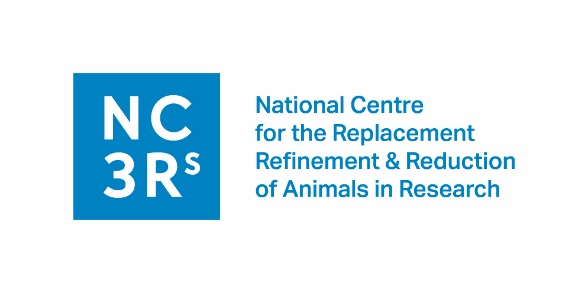 NC
3Rs
National Centre
for the Replacement
Refinement & Reduction
of Animals in Research